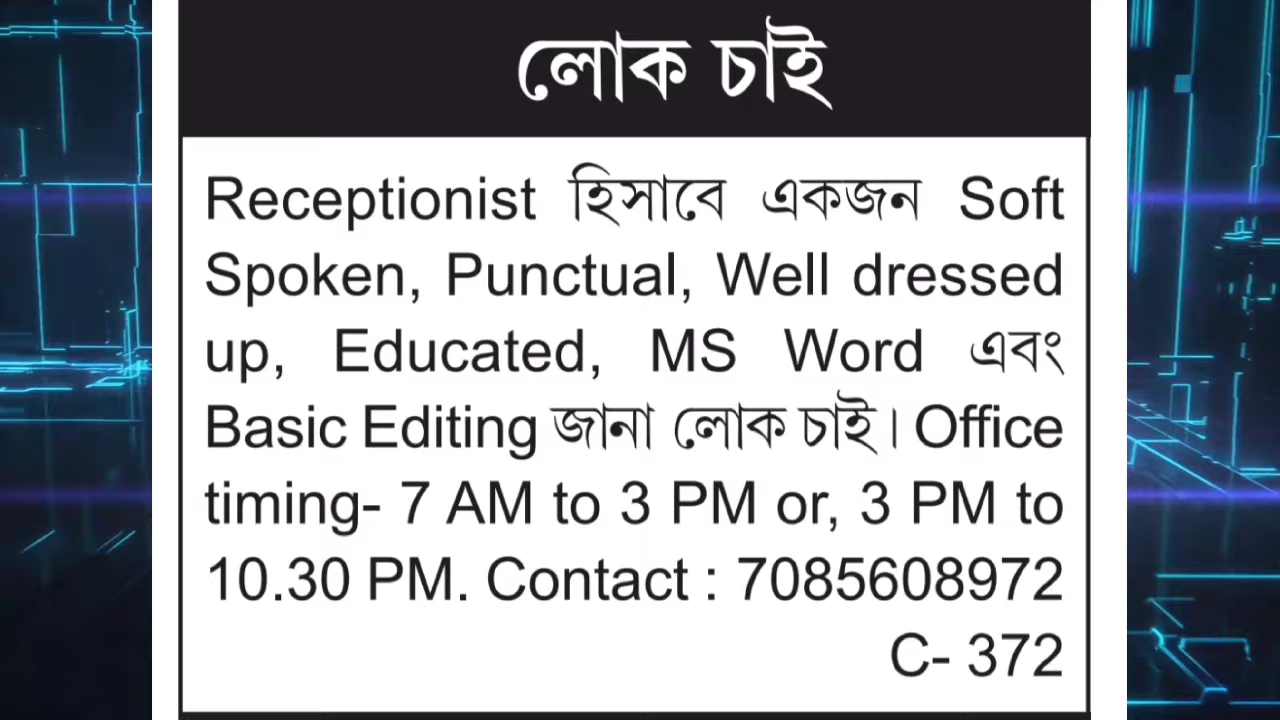 লোক চাই
Receptionist হিসাবে একজন Soft
Spoken, Punctual, Well dressed
up, Educated, MS Word এবং
Basic Editing জানা লোক চাই। Office
timing- 7 AM to 3 PM or, 3 PM to
10.30 PM. Contact : 7085608972
C- 372